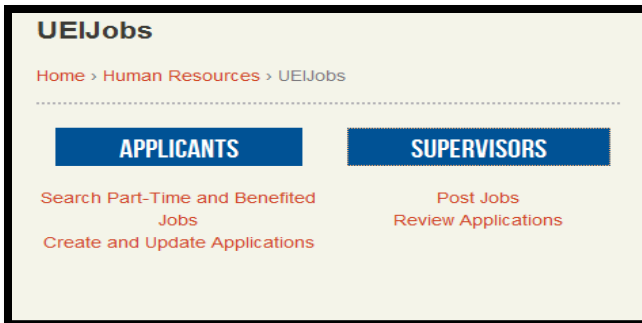 UEIJobs
Home › Human Resources › UEIJobs
APPLICANTS
Search Part-Time and Benefited
Jobs
Create and Update Applications
SUPERVISORS
Post Jobs
Review Applications